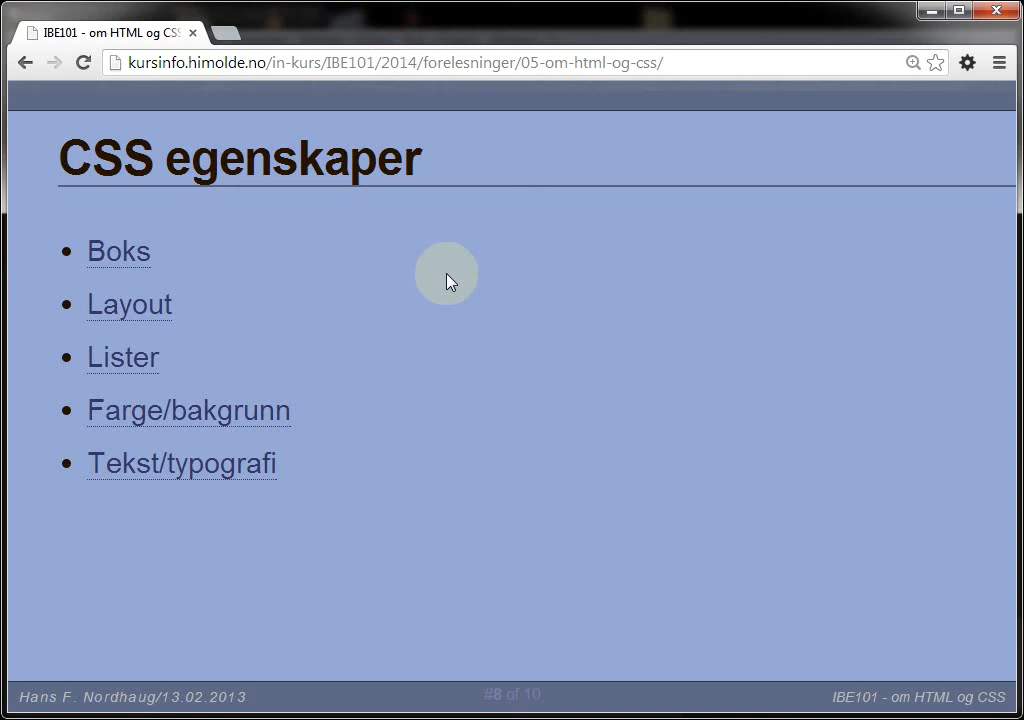 IBE101 - om HTML og CSS
kursinfo.himolde.no/in-kurs/IBE101/2014/forelesninger/05-om-html-og-css/
CSS egenskaper
• Boks
• Layout
• Lister
• Farge/bakgrunn
• Tekst/typografi
Hans F. Nordhaug/13.02.2013
#8 of 10
IBE101 - om HTML og CSS